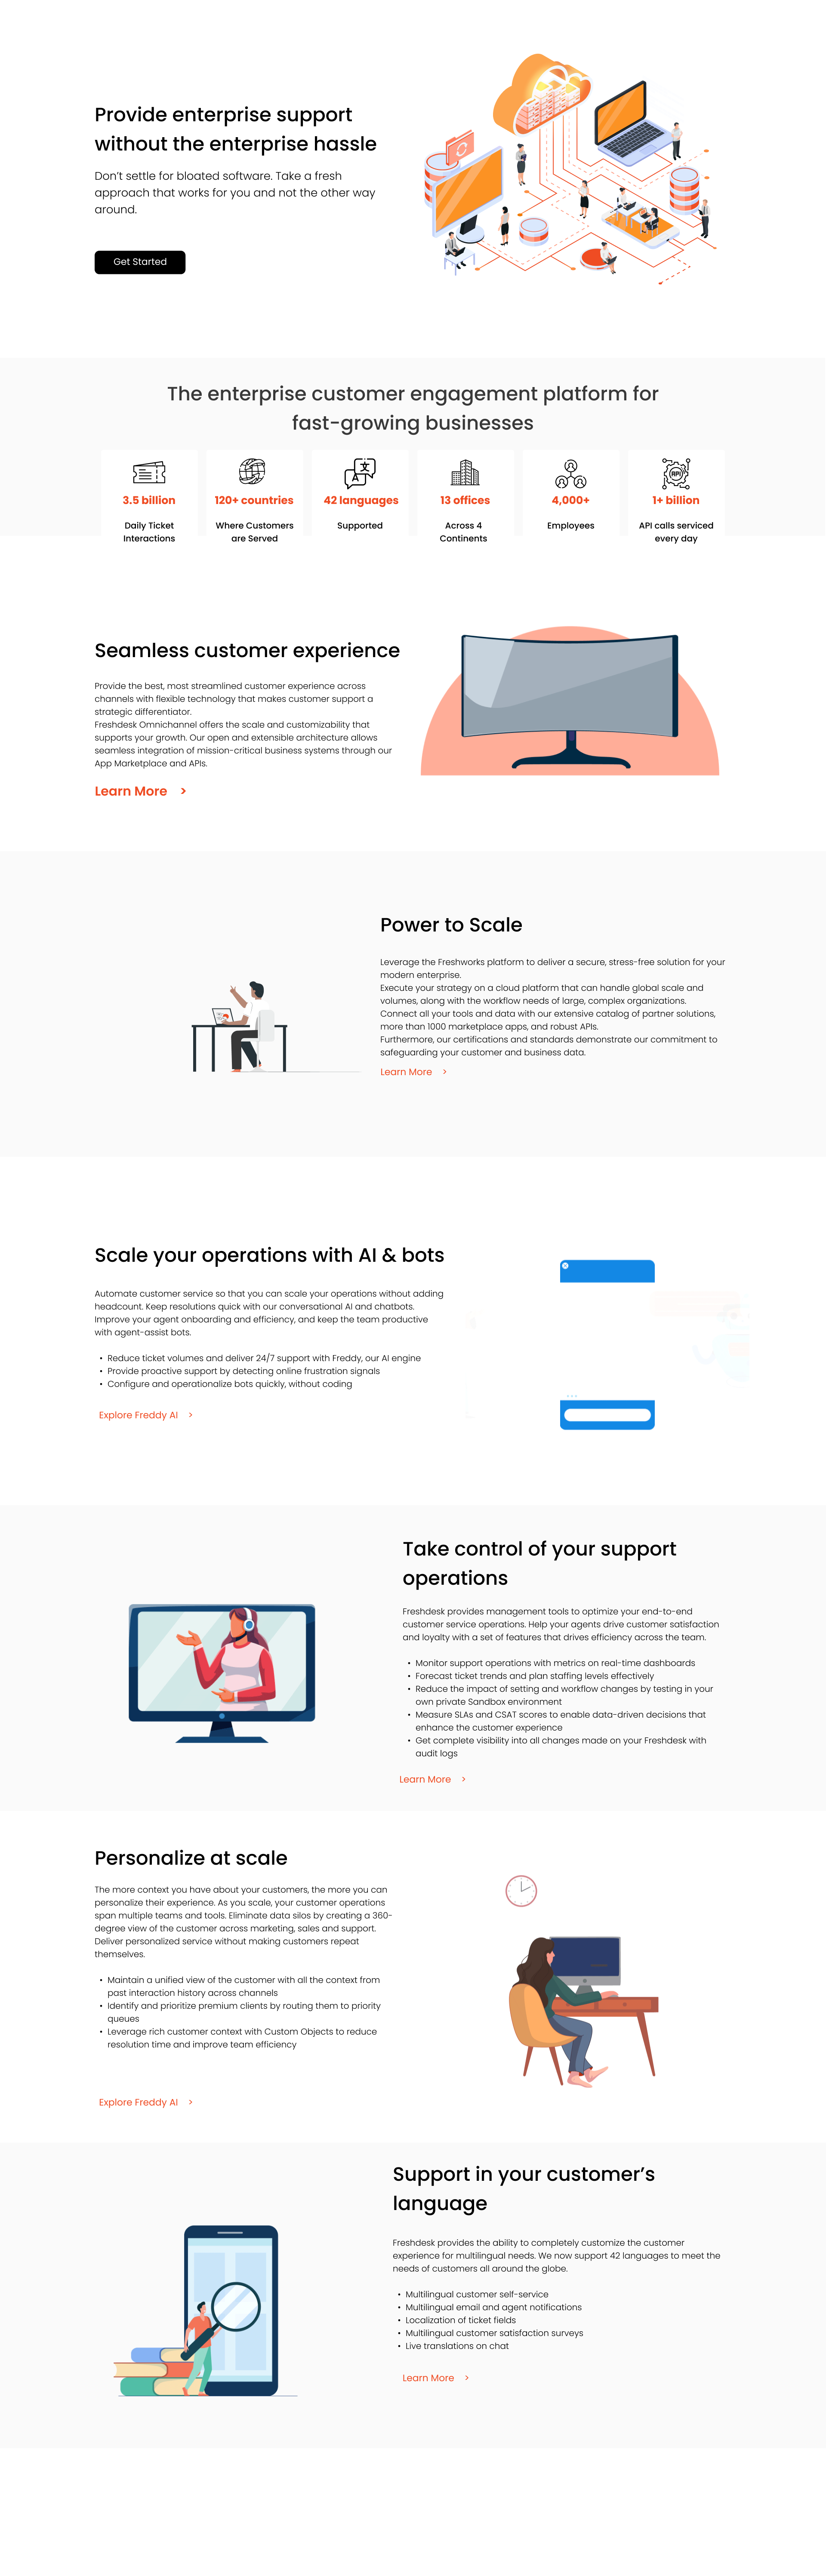 Provide enterprise support
without the enterprise hassle
Don't settle for bloated software. Take a fresh
approach that works for you and not the other way
around.
Get Started
The enterprise customer engagement platform for
fast-growing businesses
3.5 billion
Daily Ticket
Interactions
120+ countries
Where Customers
are Served
42 languages
Supported
13 offices
Across 4
Continents
4,000+
Employees
API
1+ billion
API calls serviced
every day
Seamless customer experience
Provide the best, most streamlined customer experience across
channels with flexible technology that makes customer support a
strategic differentiator.
Freshdesk Omnichannel offers the scale and customizability that
supports your growth. Our open and extensible architecture allows
seamless integration of mission-critical business systems through our
App Marketplace and APIs.
Learn More >
Power to Scale
Leverage the Freshworks platform to deliver a secure, stress-free solution for your
modern enterprise.
Execute your strategy on a cloud platform that can handle global scale and
volumes, along with the workflow needs of large, complex organizations.
Connect all your tools and data with our extensive catalog of partner solutions,
more than 1000 marketplace apps, and robust APIs.
Furthermore, our certifications and standards demonstrate our commitment to
safeguarding your customer and business data.
Learn More >
Scale your operations with AI & bots
Automate customer service so that you can scale your operations without adding
headcount. Keep resolutions quick with our conversational AI and chatbots.
Improve your agent onboarding and efficiency, and keep the team productive
with agent-assist bots.
• Reduce ticket volumes and deliver 24/7 support with Freddy, our AI engine
• Provide proactive support by detecting online frustration signals
• Configure and operationalize bots quickly, without coding
Explore Freddy AI >
Take control of your support
operations
Freshdesk provides management tools to optimize your end-to-end
customer service operations. Help your agents drive customer satisfaction
and loyalty with a set of features that drives efficiency across the team.
• Monitor support operations with metrics on real-time dashboards
• Forecast ticket trends and plan staffing levels effectively
• Reduce the impact of setting and workflow changes by testing in your
own private Sandbox environment
• Measure SLAs and CSAT scores to enable data-driven decisions that
enhance the customer experience
• Get complete visibility into all changes made on your Freshdesk with
audit logs
Learn More >
Personalize at scale
The more context you have about your customers, the more you can
personalize their experience. As you scale, your customer operations
span multiple teams and tools. Eliminate data silos by creating a 360-
degree view of the customer across marketing, sales and support.
Deliver personalized service without making customers repeat
themselves.
• Maintain a unified view of the customer with all the context from
past interaction history across channels
• Identify and prioritize premium clients by routing them to priority
queues
• Leverage rich customer context with Custom Objects to reduce
resolution time and improve team efficiency
Explore Freddy AI >
Support in your customer's
language
Freshdesk provides the ability to completely customize the customer
experience for multilingual needs. We now support 42 languages to meet the
needs of customers all around the globe.
• Multilingual customer self-service
• Multilingual email and agent notifications
• Localization of ticket fields
• Multilingual customer satisfaction surveys
• Live translations on chat
Learn More >